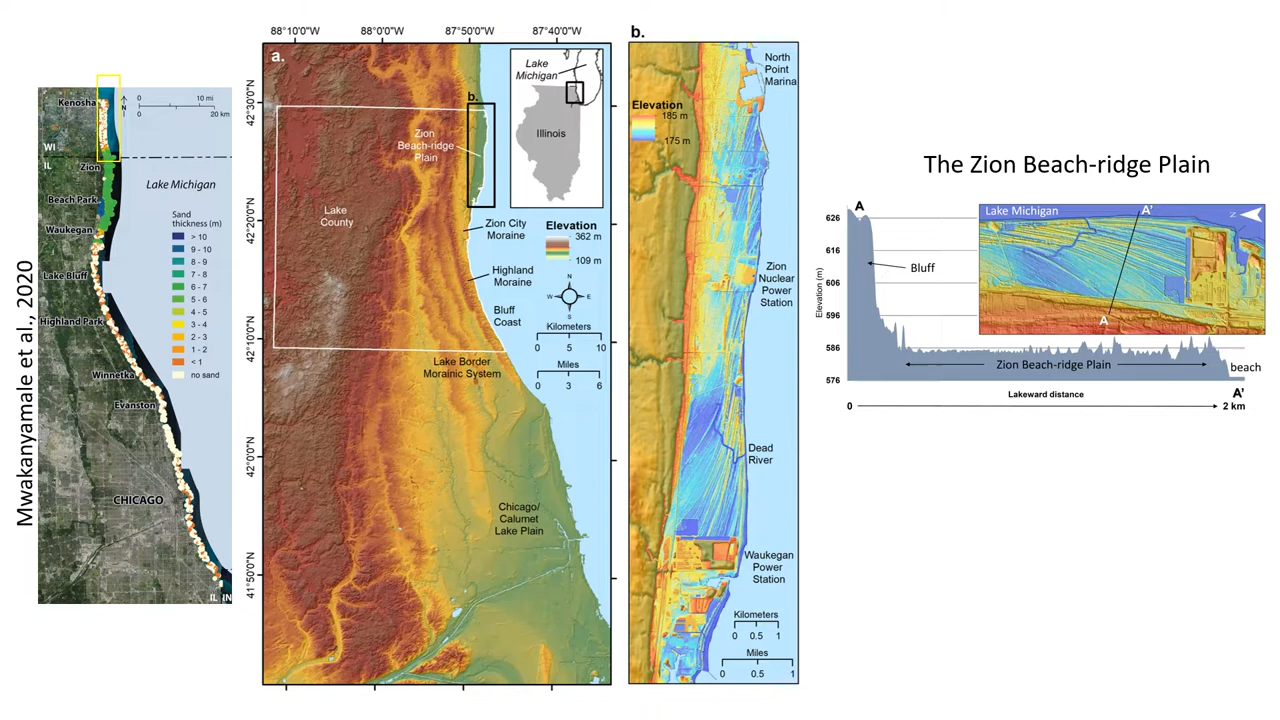 Mwakanyamale et al., 2020
Kenosha
N
0 10 mi
0 20 km
WI
IL
Zion
Beach Park
Waukegan
Lake Bluff
Highland Park
Winnetka
Evanston
CHICAGO
IL IN
Lake Michigan
Sand
thickness (m)
> 10
9 - 10
8 - 9
7 - 8
6 - 7
5 - 6
4 - 5
3 - 4
2 - 3
1 - 2
< 1
no sand
88°10'0"W 88°0'0"W 87°50'0"W 87°40'0"W
42°30'0"N
42°20'0"N
42°10'0"N
42°0'0"N
41°50'0"N
a.
b.
Lake
Michigan
Illinois
Zion
Beach-ridge
Plain
Lake
County
Zion City
Moraine
Highland
Moraine
Bluff
Coast
Lake Border
Morainic System
Chicago/
Calumet
Lake Plain
Elevation
362 m
109 m
N
W E
S
Kilometers
0 5 10
Miles
0 3 6
b.
Elevation
185 m
175 m
North
Point
Marina
Zion
Nuclear
Power
Station
Dead
River
Waukegan
Power
Station
Kilometers
0 0.5 1
Miles
0 0.5 1
The Zion Beach-ridge Plain
A
626
616
606
596
586
576
Elevation (m)
Bluff
Zion Beach-ridge Plain
beach
Lakeward distance
A'
0 2 km
Lake Michigan
A'
N
A